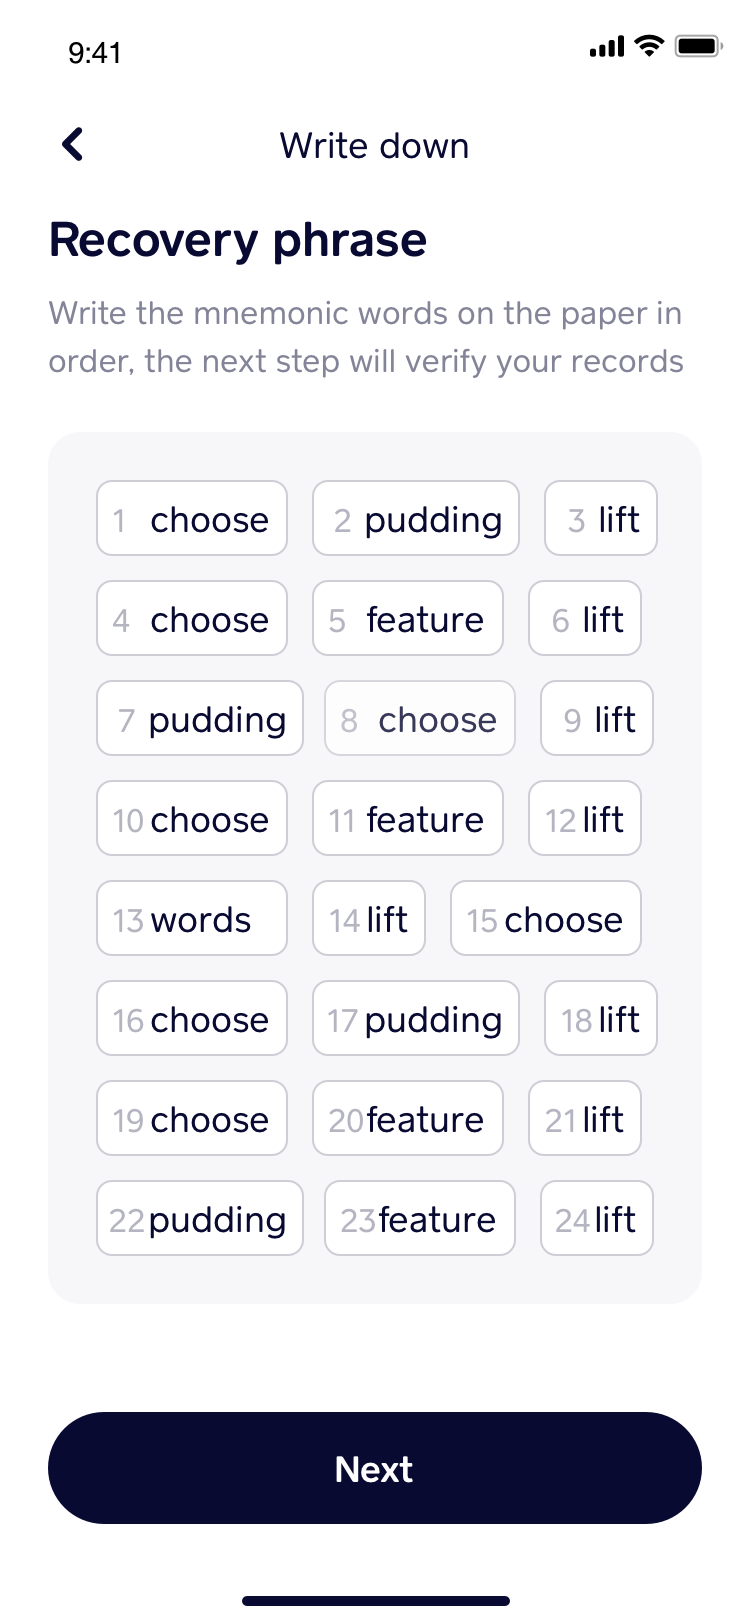 9:41
Write down
Recovery phrase
Write the mnemonic words on the paper in
order, the next step will verify your records
1 choose 2 pudding 3 lift
4 choose 5 feature 6 lift
7 pudding 8 choose 9 lift
10 choose 11 feature 12 lift
13 words 14 lift 15 choose
16 choose 17 pudding 18 lift
19 choose 20 feature 21 lift
22 pudding 23 feature 24 lift
Next